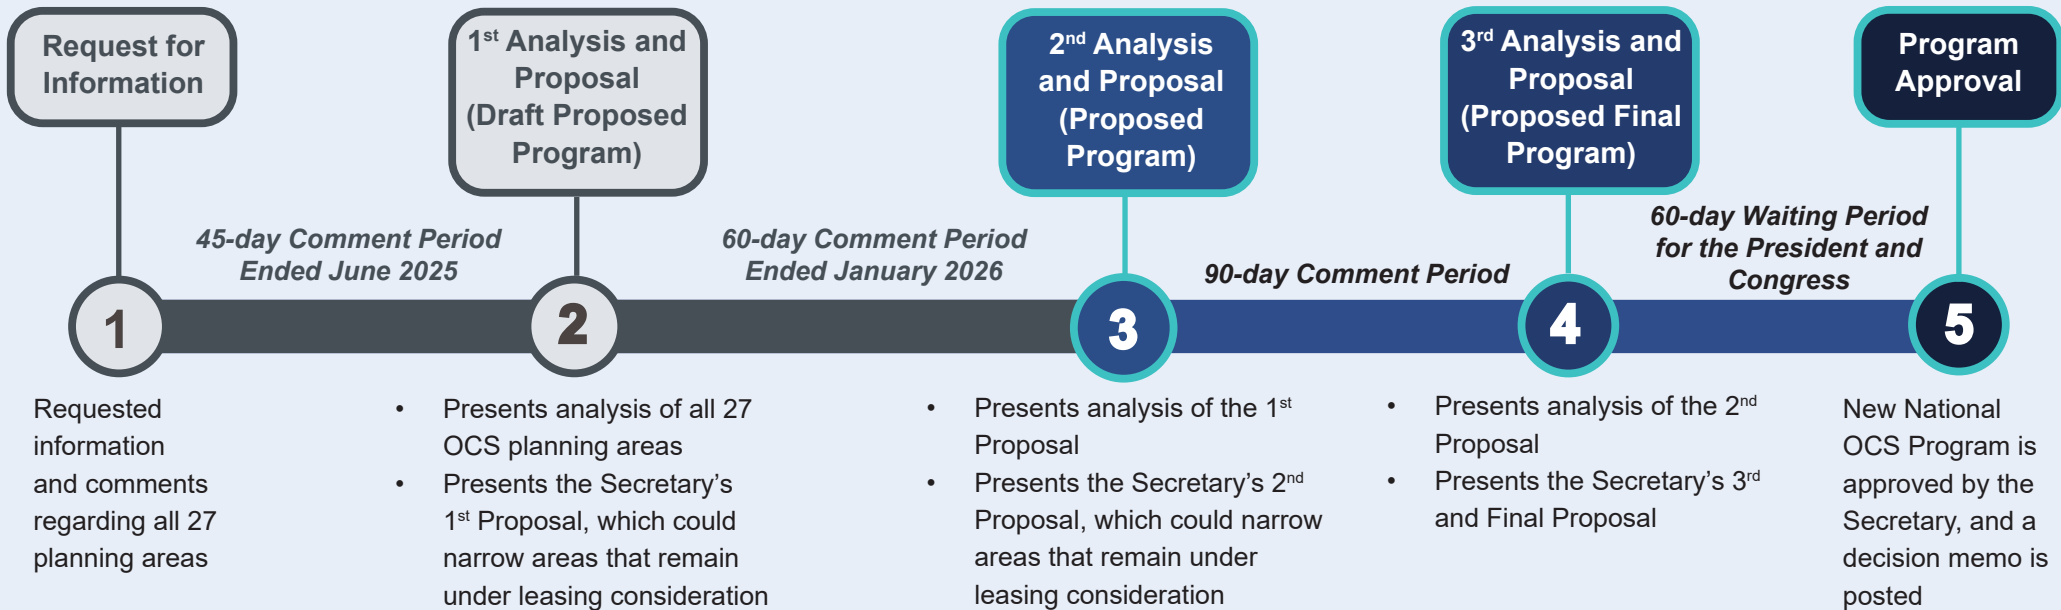 Request for
Information
1st Analysis and
Proposal
(Draft Proposed
Program)
2nd Analysis
and Proposal
(Proposed
Program)
3rd Analysis and
Proposal
(Proposed Final
Program)
Program
Approval
45-day Comment Period
Ended June 2025
60-day Comment Period
Ended January 2026
90-day Comment Period
60-day Waiting Period
for the President and
Congress
1
2
3
4
5
Requested
information
and comments
regarding all 27
planning areas
• Presents analysis of all 27
OCS planning areas
• Presents the Secretary’s
1st Proposal, which could
narrow areas that remain
under leasing consideration
• Presents analysis of the 1st
Proposal
• Presents the Secretary’s 2nd
Proposal, which could narrow
areas that remain under
leasing consideration
• Presents analysis of the 2nd
Proposal
• Presents the Secretary’s 3rd
and Final Proposal
New National
OCS Program is
approved by the
Secretary, and a
decision memo is
posted